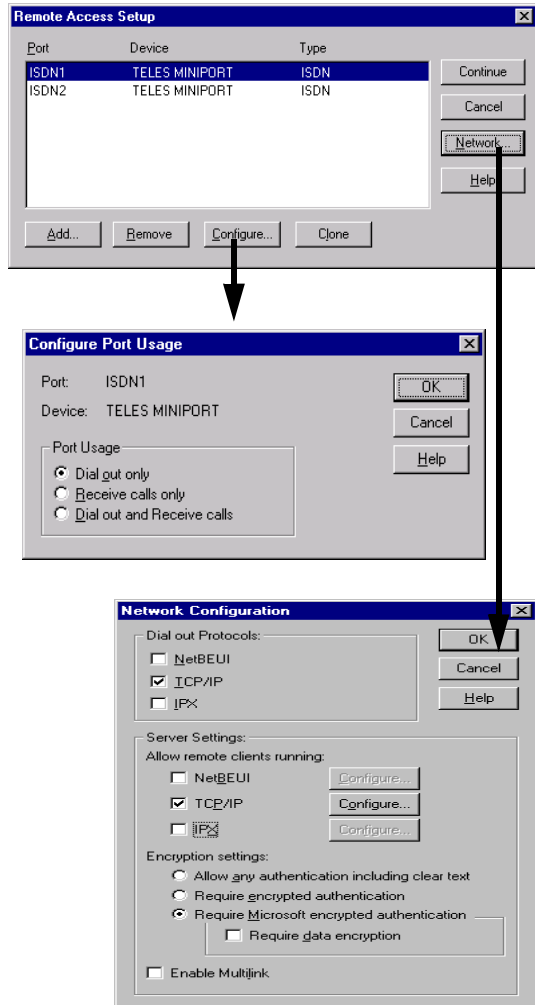 Remote Access Setup
Port Device Type
ISDN1 TELES MINIPORT ISDN
ISDN2 TELES MINIPORT ISDN
Continue
Cancel
Network...
Help
Add... Remove Configure... Clone
Configure Port Usage
Port: ISDN1
Device: TELES MINIPORT
Port Usage
Dial out only
Receive calls only
Dial out and Receive calls
OK
Cancel
Help
Network Configuration
Dial out Protocols:
NetBEUI
TCP/IP
IPX
OK
Cancel
Help
Server Settings:
Allow remote clients running:
NetBEUI Configure...
TCP/IP Configure...
IPX Configure...
Encryption settings:
Allow any authentication including clear text
Require encrypted authentication
Require Microsoft encrypted authentication
Require data encryption
Enable Multilink